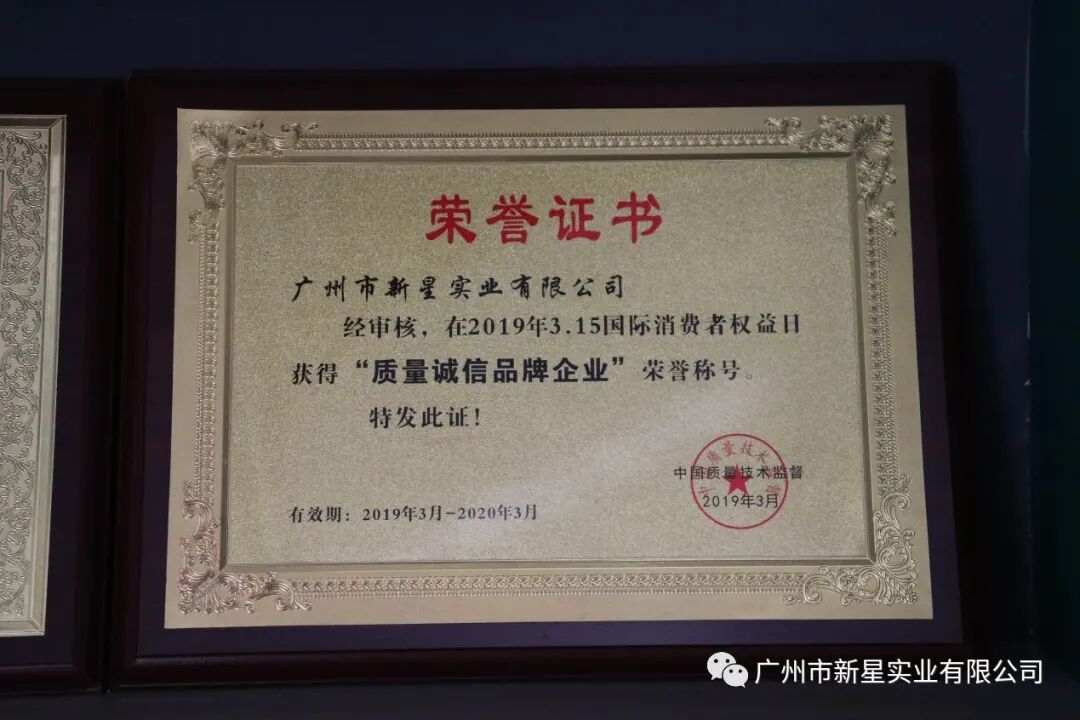 荣誉证书
广州市新星实业有限公司
经审核，在2019年3.15国际消费者权益日
获得“质量诚信品牌企业”荣誉称号。
特发此证！
中国质量技术监督
2019年3月
有效期：2019年3月-2020年3月
广州市新星实业有限公司